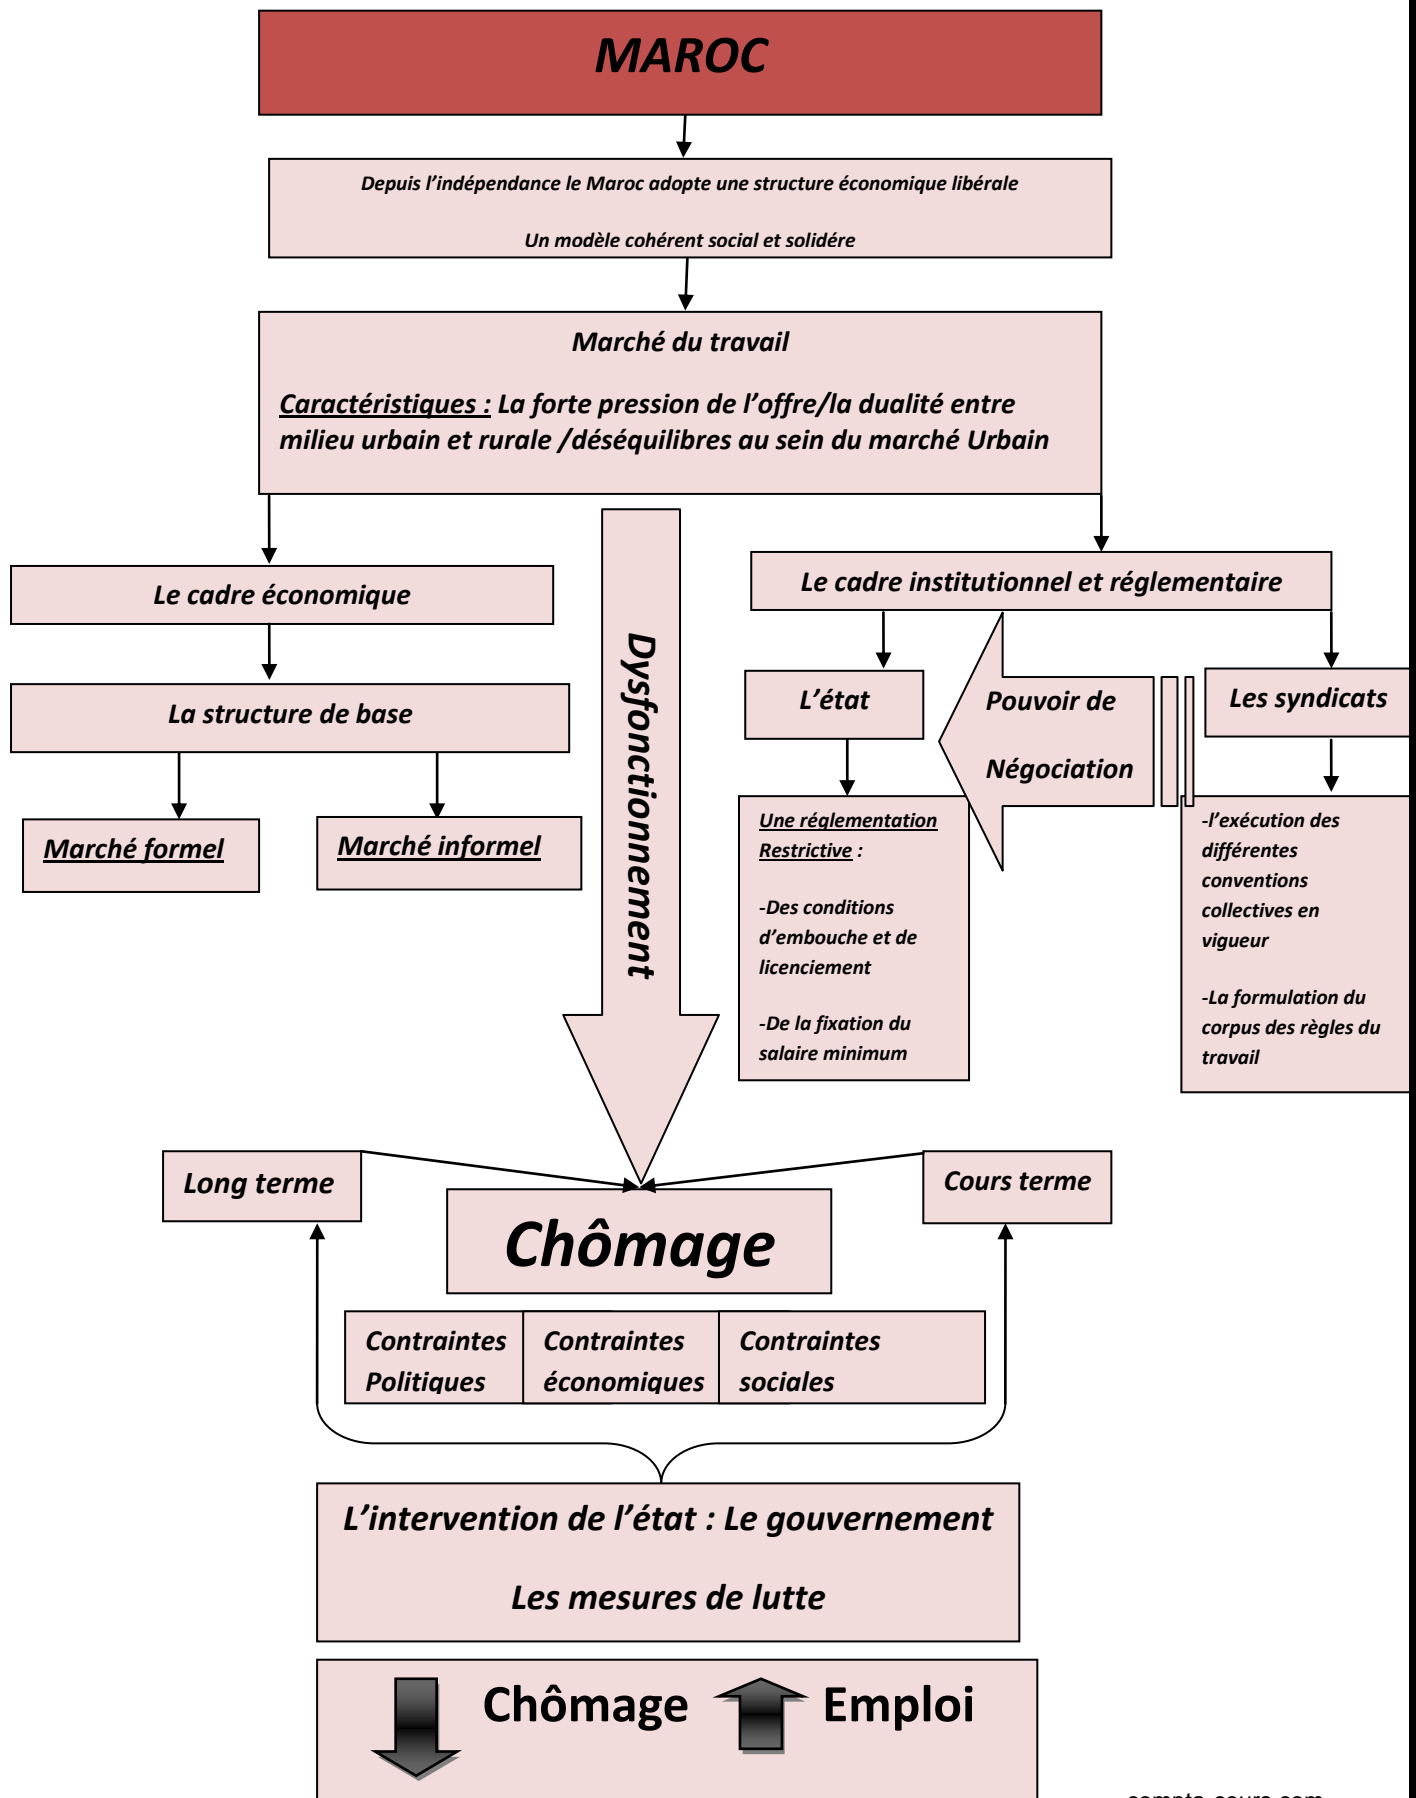 MAROC
Depuis l'indépendance le Maroc adopte une structure économique libérale
Un modèle cohérent social et solidére
Marché du travail
Caractéristiques : La forte pression de l'offre/la dualité entre
milieu urbain et rurale /déséquilibres au sein du marché Urbain
Le cadre économique
La structure de base
Marché formel
Marché informel
Dysfonctionnement
Le cadre institutionnel et réglementaire
L'état
Pouvoir de
Négociation
Les syndicats
Une réglementation
Restrictive :
-Des conditions
d'embouche et de
licenciement
-De la fixation du
salaire minimum
-l'exécution des
différentes
conventions
collectives en
vigueur
-La formulation du
corpus des règles du
travail
Long terme
Cours terme
Chômage
Contraintes
Politiques
Contraintes
économiques
Contraintes
sociales
L'intervention de l'état : Le gouvernement
Les mesures de lutte
Chômage Emploi
compta-cours.com